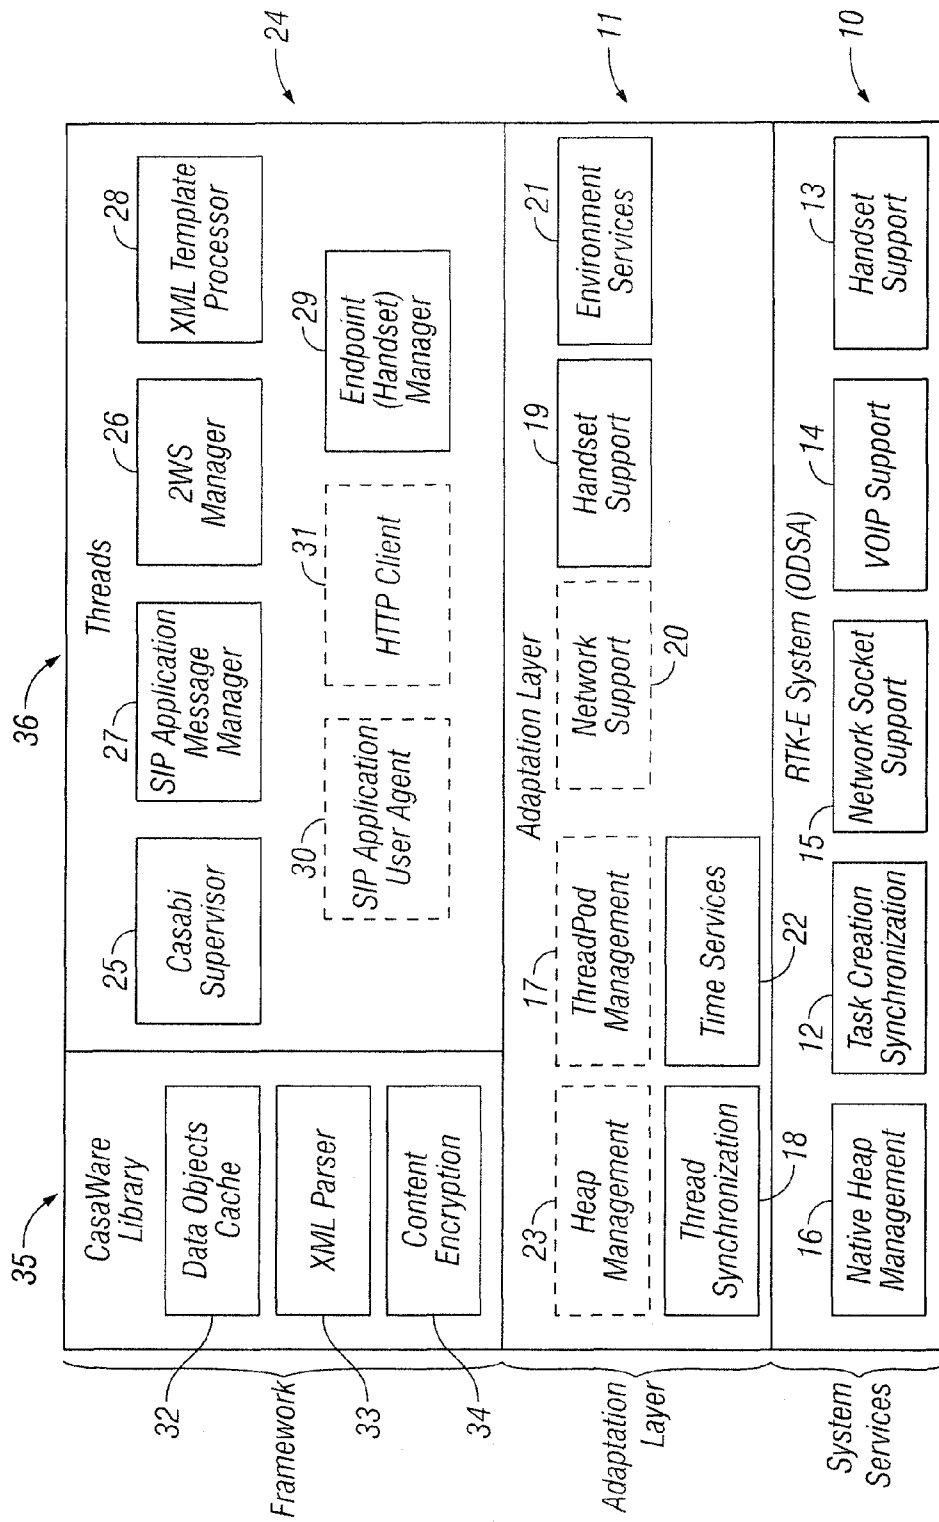 35
36
24
Framework
CasaWare
Library
Data Objects
Cache
32
XML Parser
33
Content
Encryption
34
Threads
25
Casabi
Supervisor
27
SIP Application
Message
Manager
26
2WS
Manager
28
XML Template
Processor
30
SIP Application
User Agent
31
HTTP Client
29
Endpoint
(Handset)
Manager
11
Adaptation
Layer
Adaptation Layer
23
Heap
Management
17
ThreadPod
Management
Network
Support
20
19
Handset
Support
21
Environment
Services
Thread
Synchronization
18
Time Services
22
10
System
Services
RTK-E System (ODSA)
16
Native Heap
Management
12
Task Creation
Synchronization
15
Network Socket
Support
14
VOIP Support
13
Handset
Support